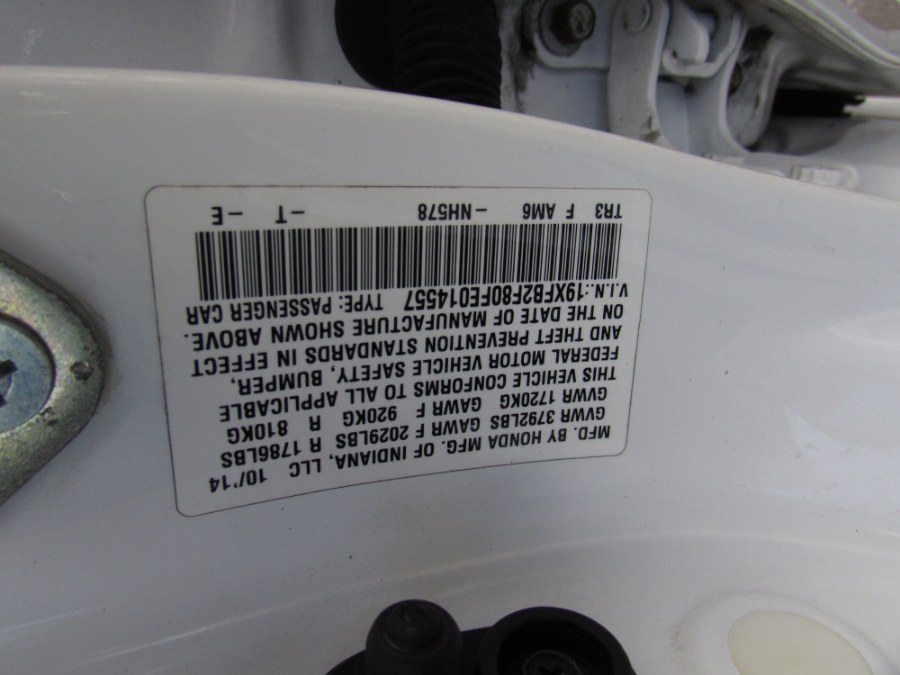 MFD. BY HONDA MFG. OF INDIANA, LLC 10/'14
GVWR 3792LBS GAWR F 2029LBS R 1786LBS
GVWR 1720KG GAWR F 920KG R 810KG
THIS VEHICLE CONFORMS TO ALL APPLICABLE
FEDERAL MOTOR VEHICLE SAFETY, BUMPER,
AND THEFT PREVENTION STANDARDS IN EFFECT
ON THE DATE OF MANUFACTURE SHOWN ABOVE.
V.I.N.:19XFB2F80FE014557 TYPE: PASSENGER CAR
TR3 F AM6 -NH578 -T -E